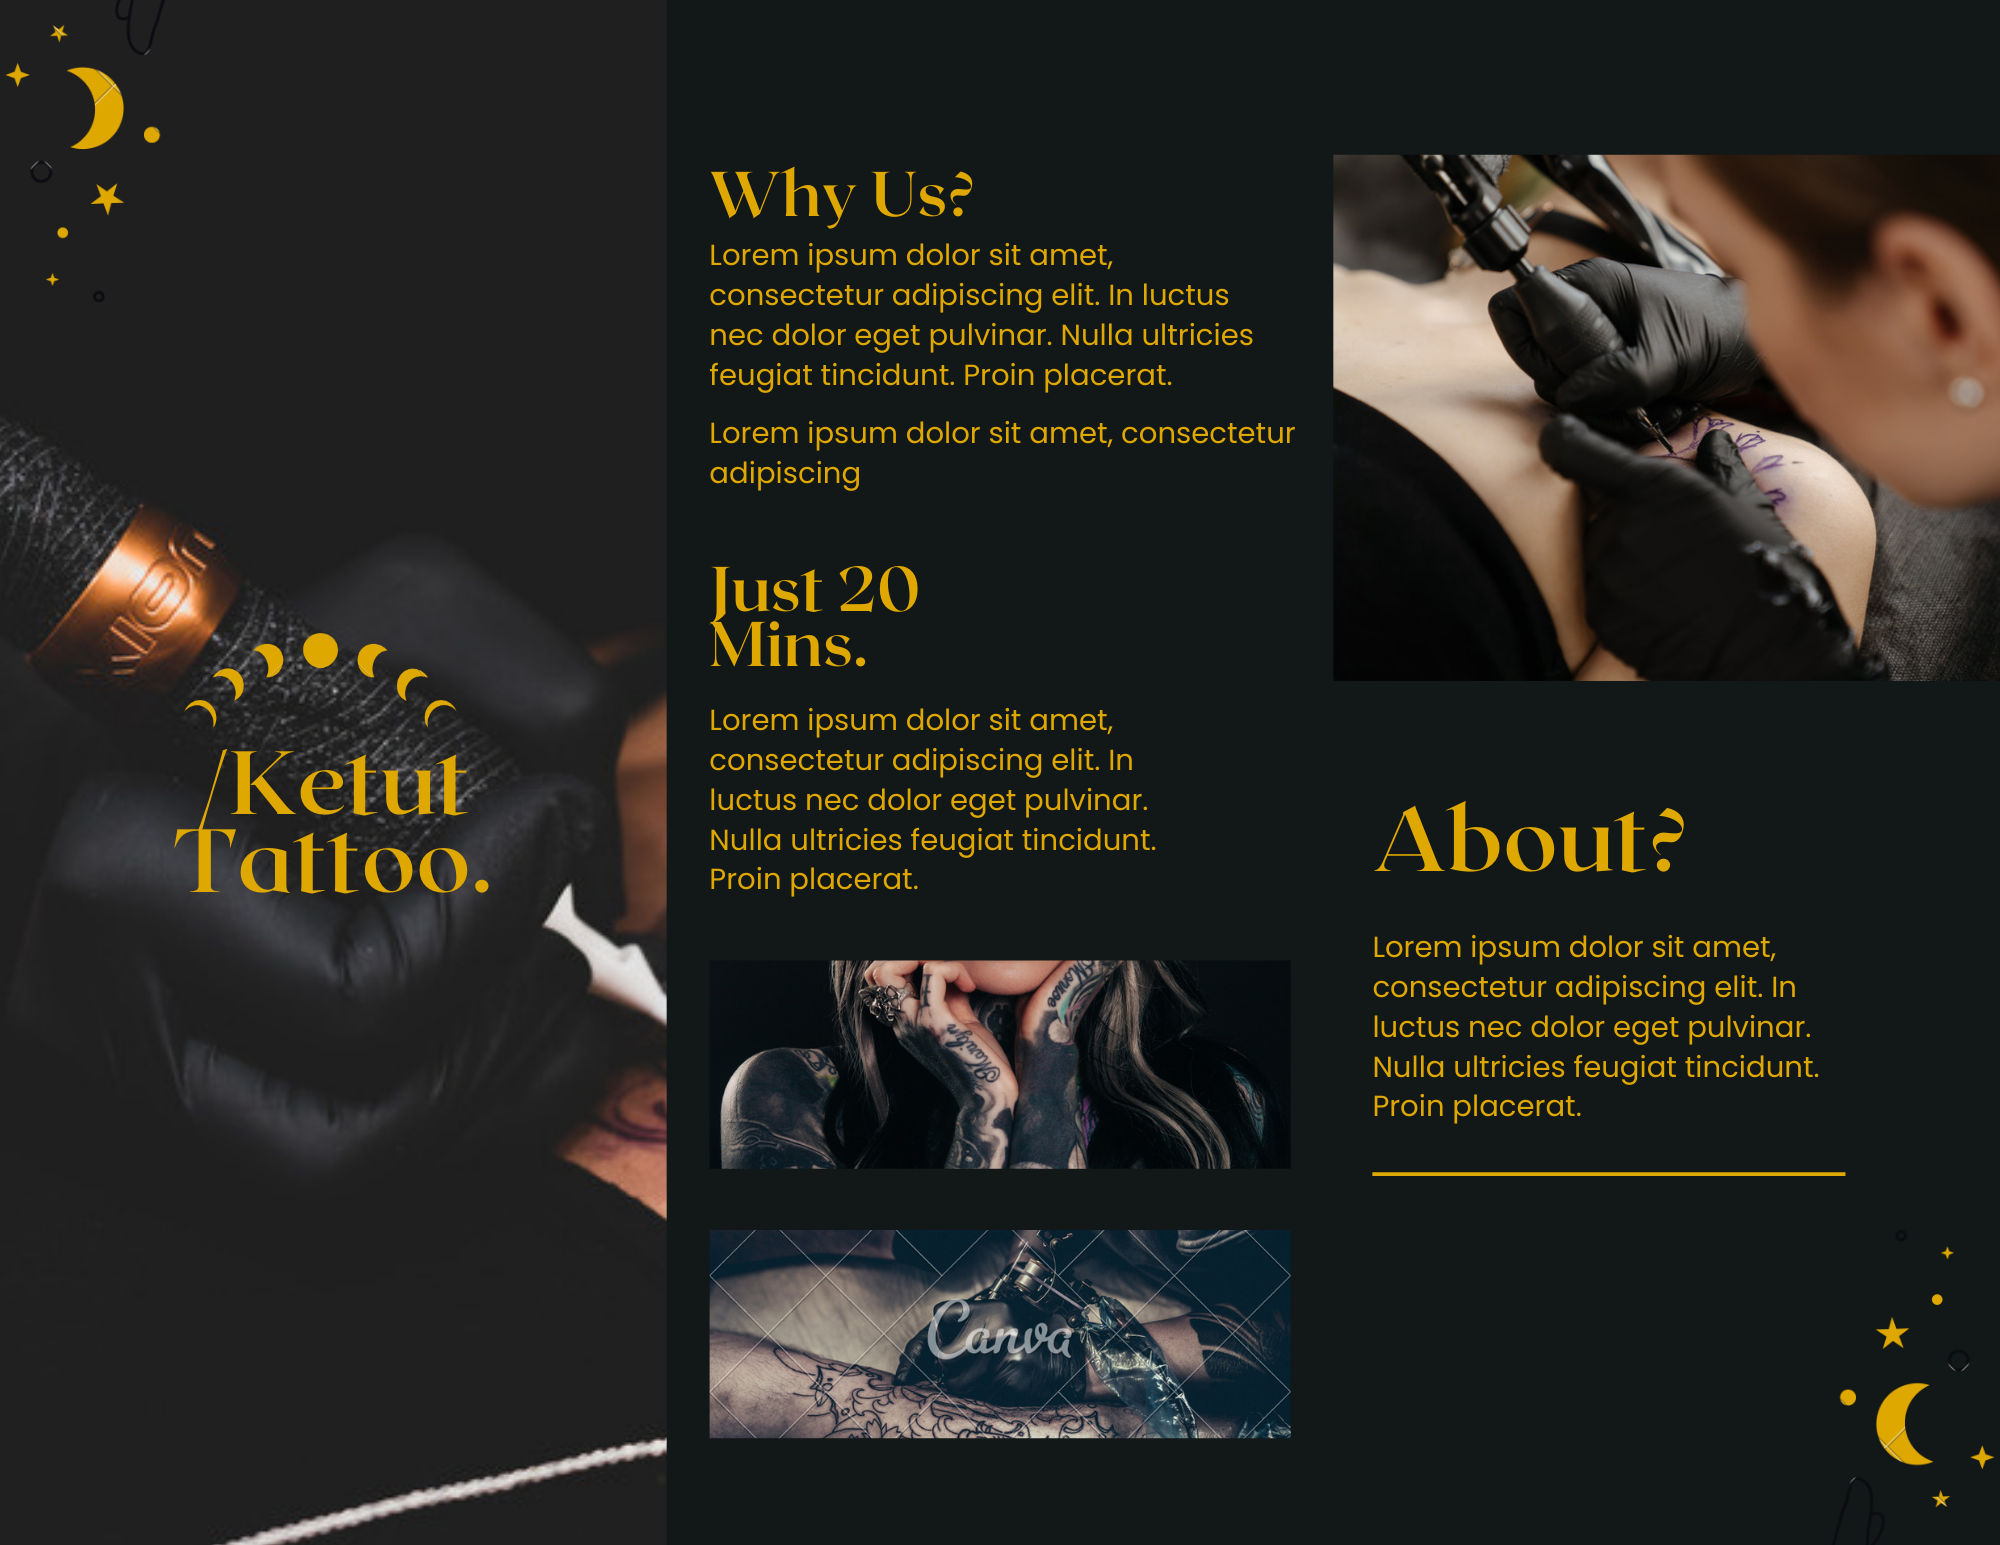 /Ketut
Tattoo.
Why Us?
Lorem ipsum dolor sit amet,
consectetur adipiscing elit. In luctus
nec dolor eget pulvinar. Nulla ultricies
feugiat tincidunt. Proin placerat.
Lorem ipsum dolor sit amet, consectetur
adipiscing
Just 20
Mins.
Lorem ipsum dolor sit amet,
consectetur adipiscing elit. In
luctus nec dolor eget pulvinar.
Nulla ultricies feugiat tincidunt.
Proin placerat.
Marilyn
Monroe
Canva
About?
Lorem ipsum dolor sit amet,
consectetur adipiscing elit. In
luctus nec dolor eget pulvinar.
Nulla ultricies feugiat tincidunt.
Proin placerat.